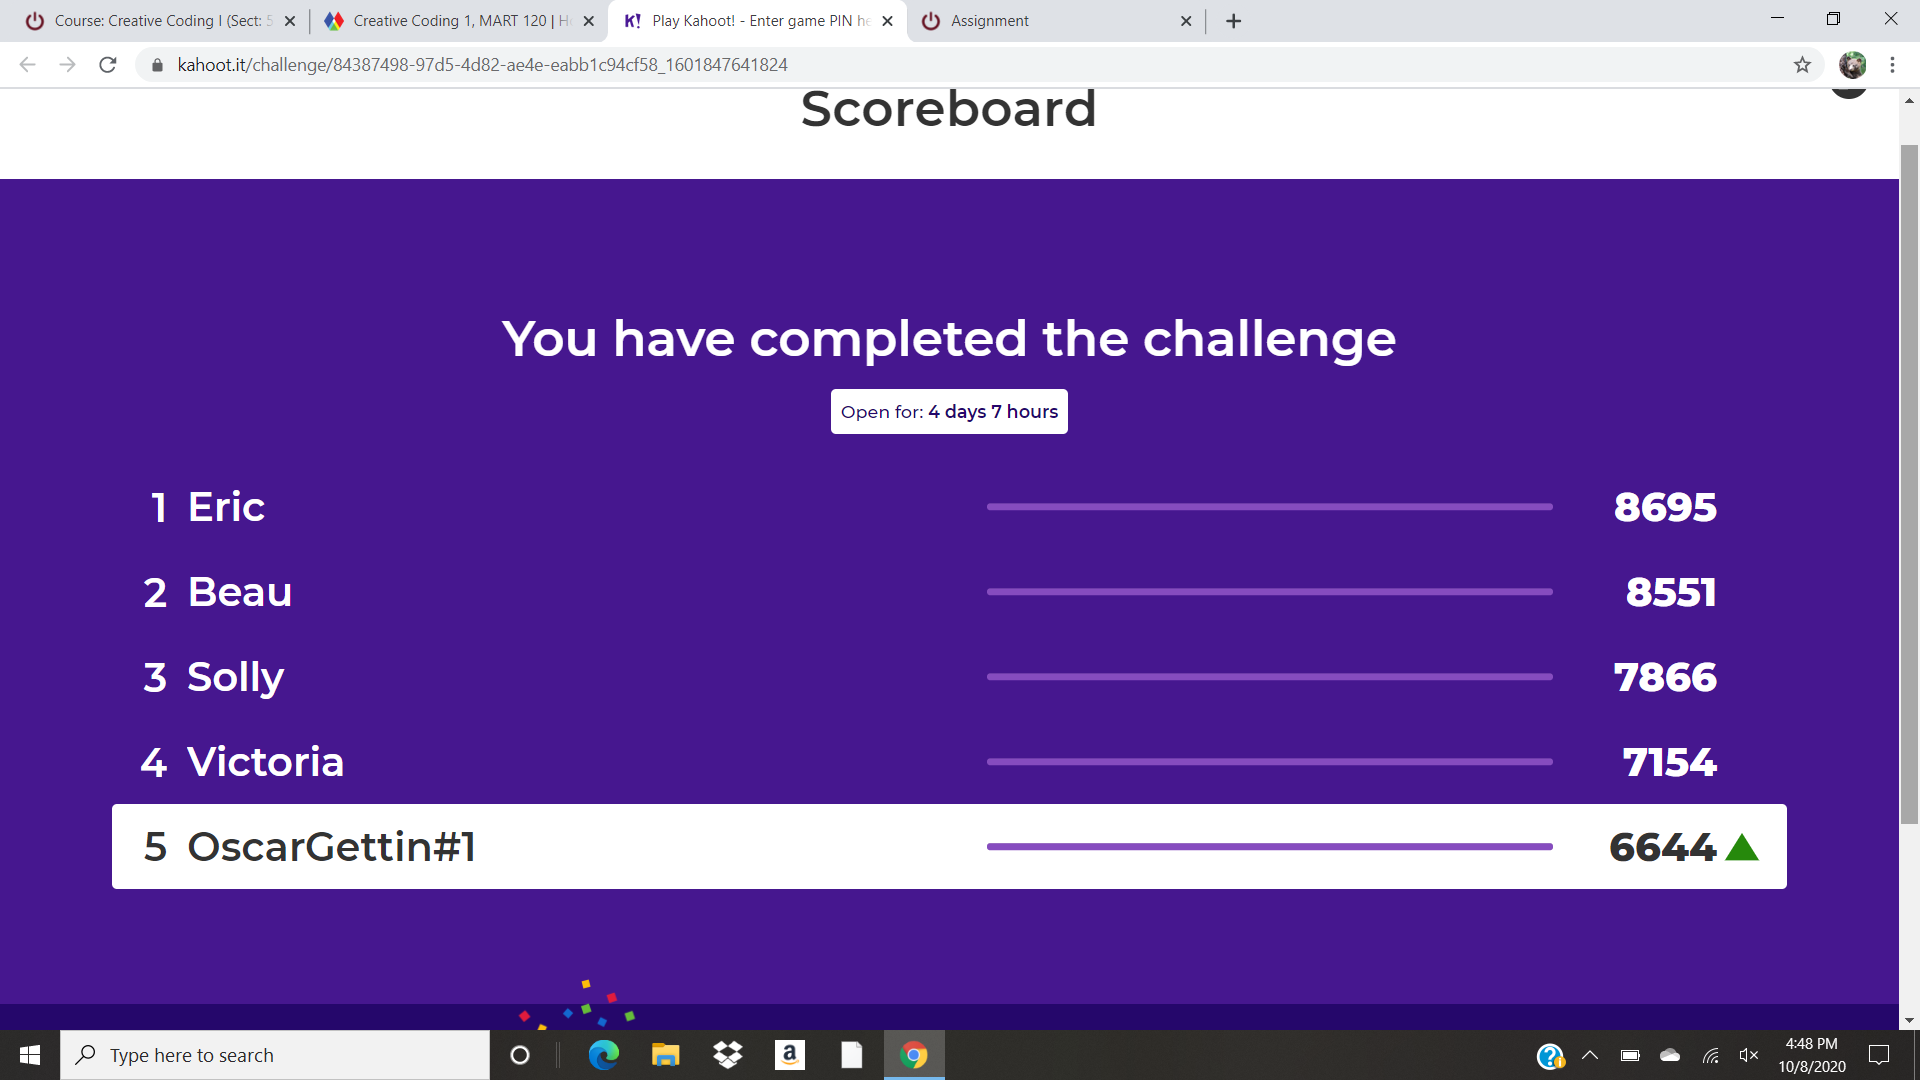 Course: Creative Coding I (Sect: 5
Creative Coding 1, MART 120 | H
K! Play Kahoot! - Enter game PIN he
Assignment
kahoot.it/challenge/84387498-97d5-4d82-ae4e-eabb1c94cf58_1601847641824
Scoreboard
You have completed the challenge
Open for: 4 days 7 hours
1 Eric 8695
2 Beau 8551
3 Solly 7866
4 Victoria 7154
5 OscarGettin#1 6644
Type here to search
a
?
4:48 PM
10/8/2020